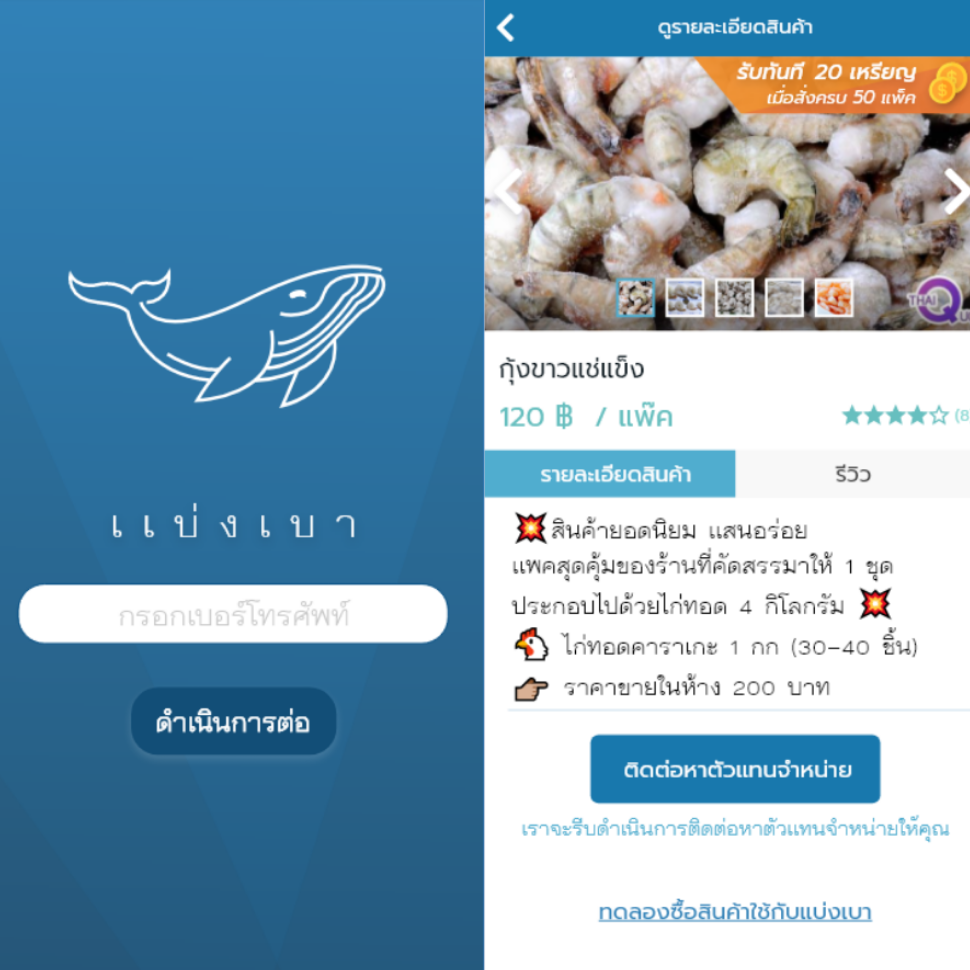 แบ่งเบา
กรอกเบอร์โทรศัพท์
ดำเนินการต่อ
ดูรายละเอียดสินค้า
รับทันที 20 เหรียญ
เมื่อสั่งครบ 50 แพ็ค
THAI Q
กุ้งขาวแช่แข็ง
120 ฿ / แพ๊ค
(8
รายละเอียดสินค้า
รีวิว
💥สินค้ายอดนิยม แสนอร่อย
แพคสุดคุ้มของร้านที่คัดสรรมาให้ 1 ชุด
ประกอบไปด้วยไก่ทอด 4 กิโลกรัม 💥
🐔 ไก่ทอดคาราเกะ 1 กก (30-40 ชิ้น)
👉🏽 ราคาขายในห้าง 200 บาท
ติดต่อหาตัวแทนจำหน่าย
เราจะรีบดำเนินการติดต่อหาตัวแทนจำหน่ายให้คุณ
ทดลองซื้อสินค้าใช้กับแบ่งเบา